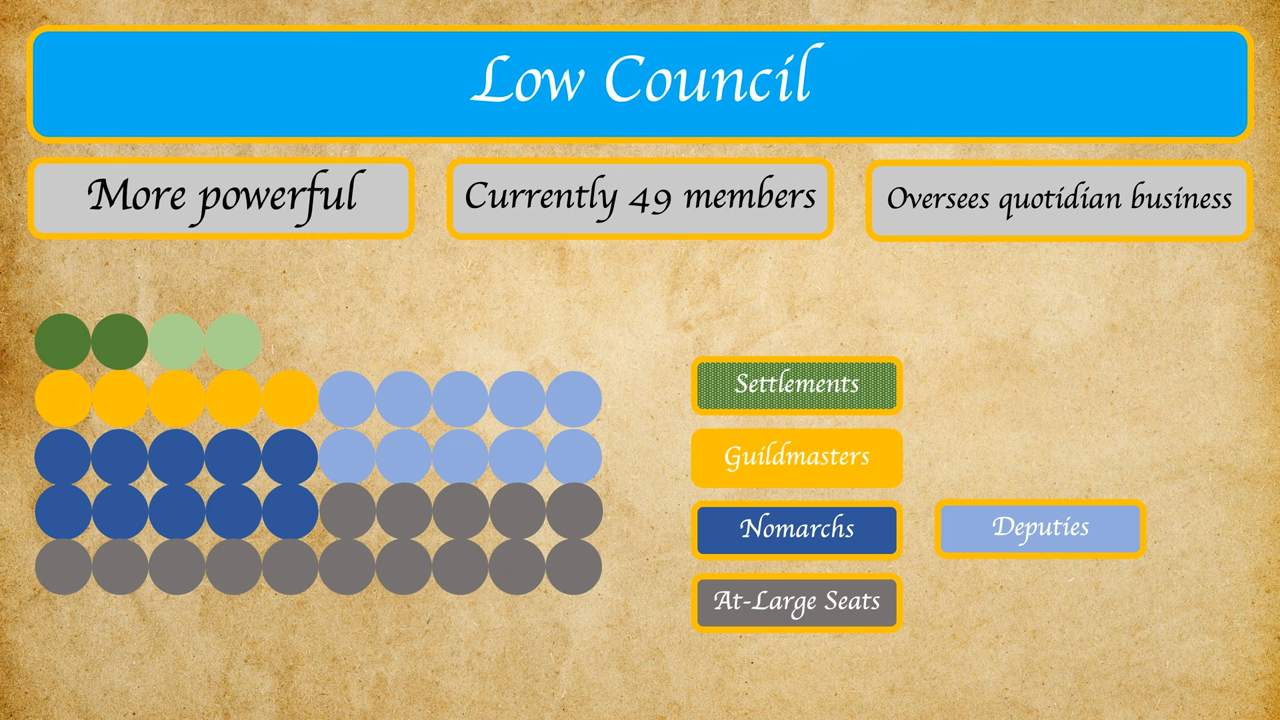 Low Council
More powerful
Currently 49 members
Oversees quotidian business
Settlements
Guildmasters
Nomarchs
Deputies
At-Large Seats